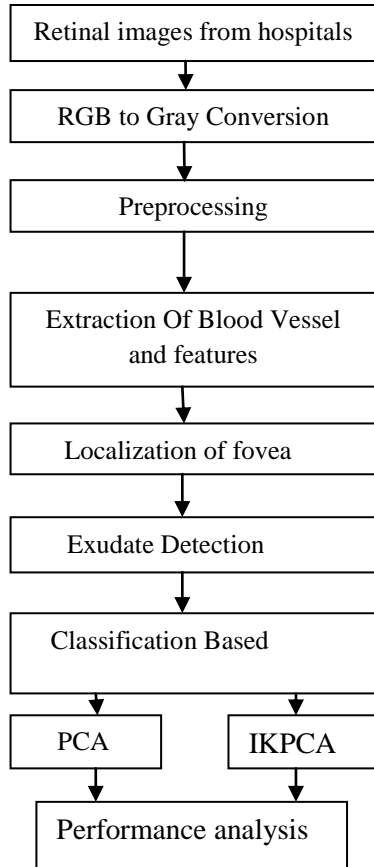 Retinal images from hospitals
RGB to Gray Conversion
Preprocessing
Extraction Of Blood Vessel
and features
Localization of fovea
Exudate Detection
Classification Based
PCA
IKPCA
Performance analysis